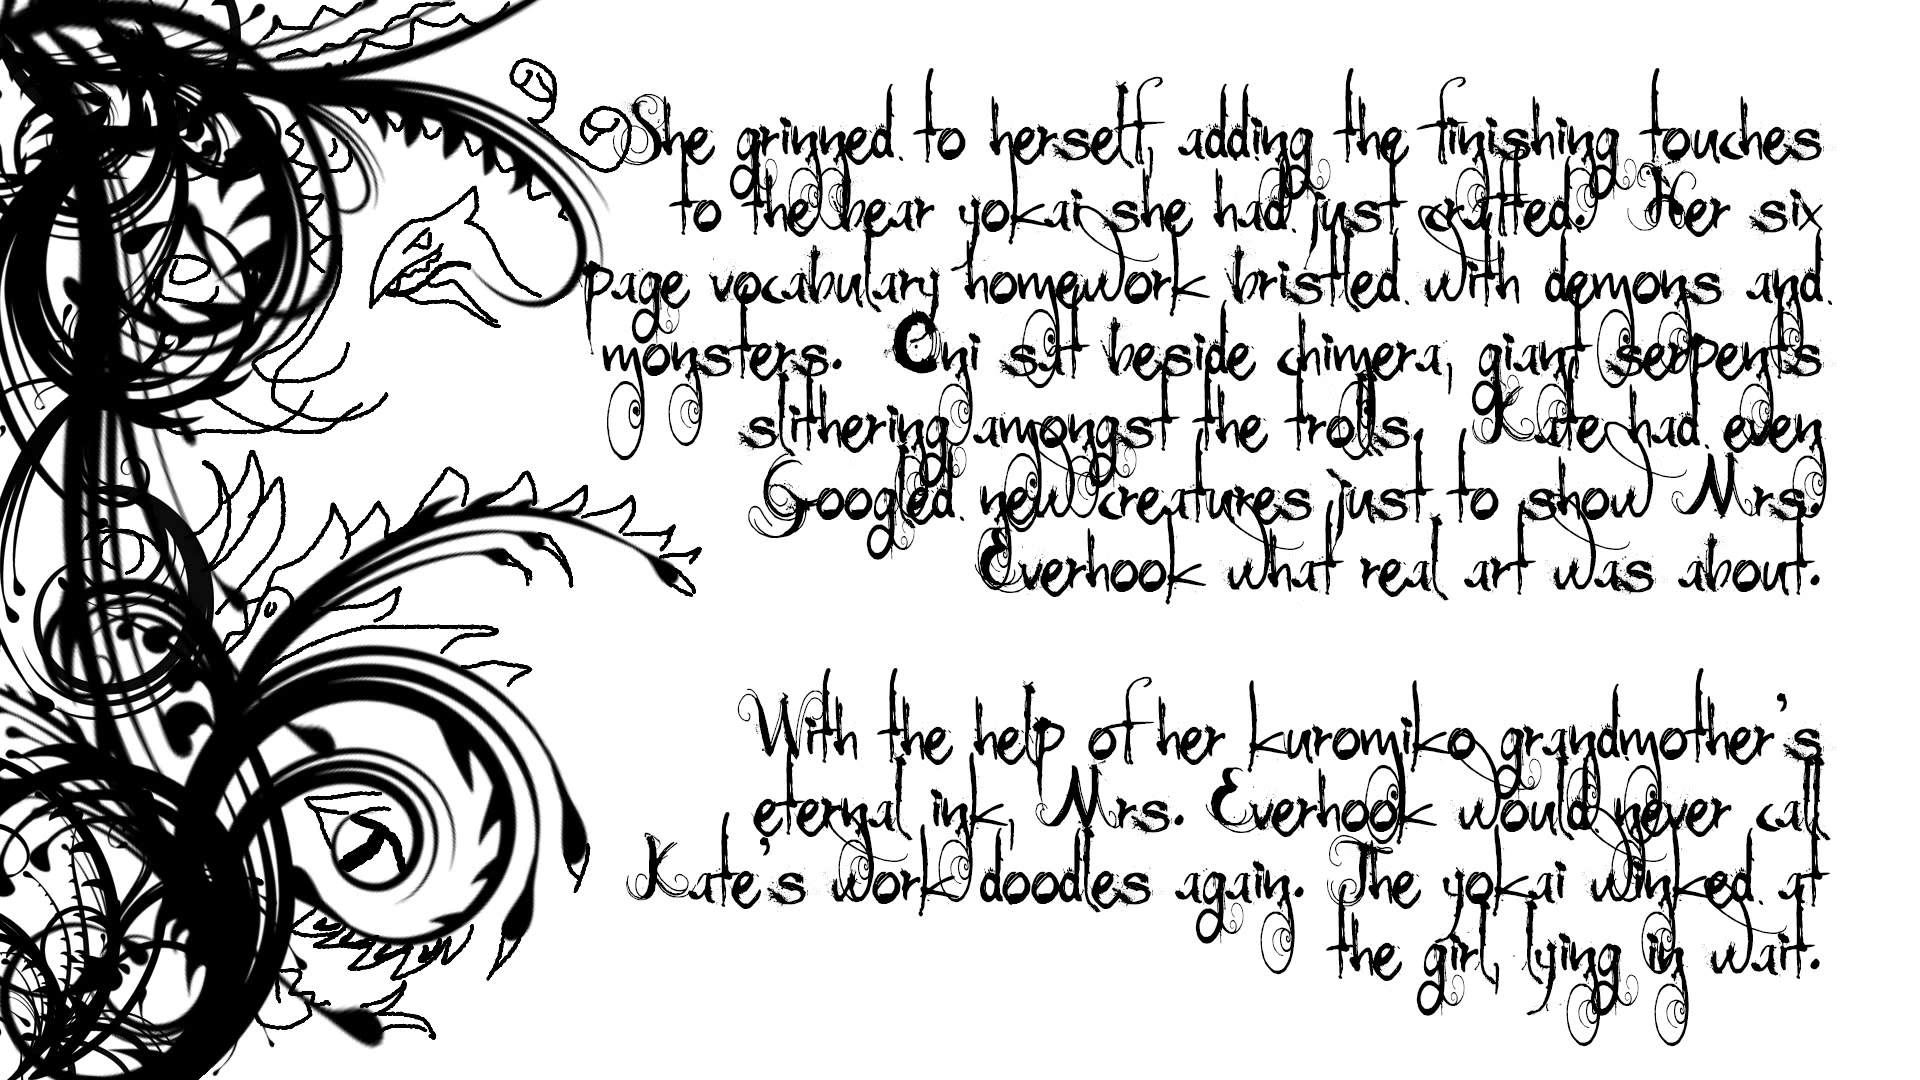 She grinned to herself, adding the finishing touches
to the bear yokai she had just crafted. Her six
page vocabulary homework bristled with demons and
monsters. Oni sat beside chimera, giant serpents
slithering amongst the trolls. Kate had even
Googled new creatures just to show Mrs.
Everhook what real art was about.
With the help of her kuromiko grandmother's
eternal ink, Mrs. Everhook would never call
Kate's work doodles again. The yokai winked at
the girl, lying in wait.